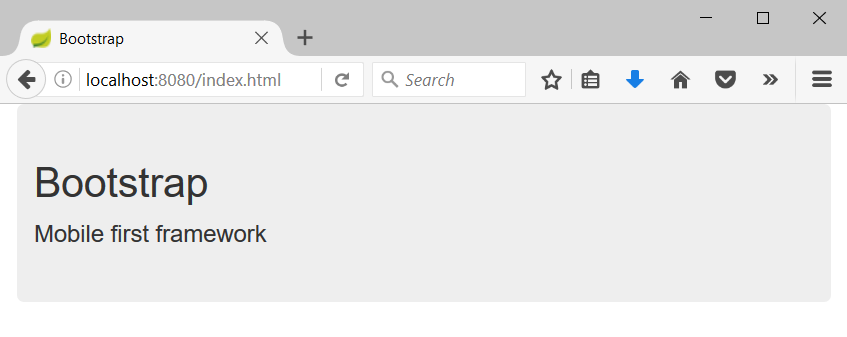 Bootstrap
localhost:8080/index.html
Search
Bootstrap
Mobile first framework